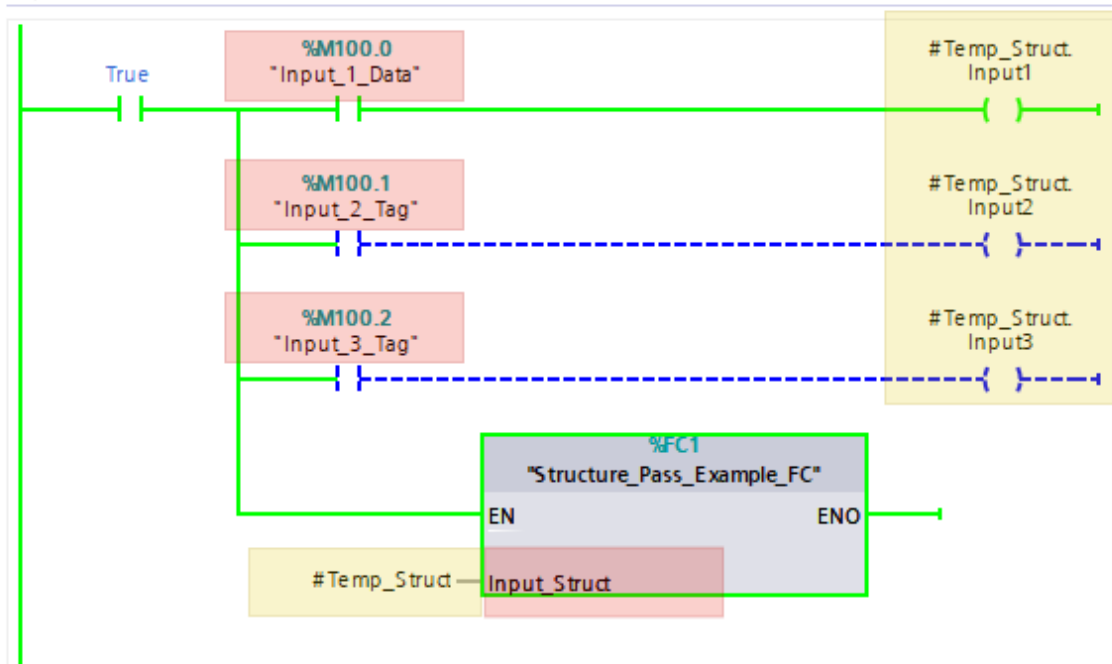 True
%M100.0
"Input_1_Data"
#Temp_Struct.
Input1
%M100.1
"Input_2_Tag"
#Temp_Struct.
Input2
%M100.2
"Input_3_Tag"
#Temp_Struct.
Input3
%FC1
"Structure_Pass_Example_FC"
EN ENO
#Temp_Struct Input_Struct